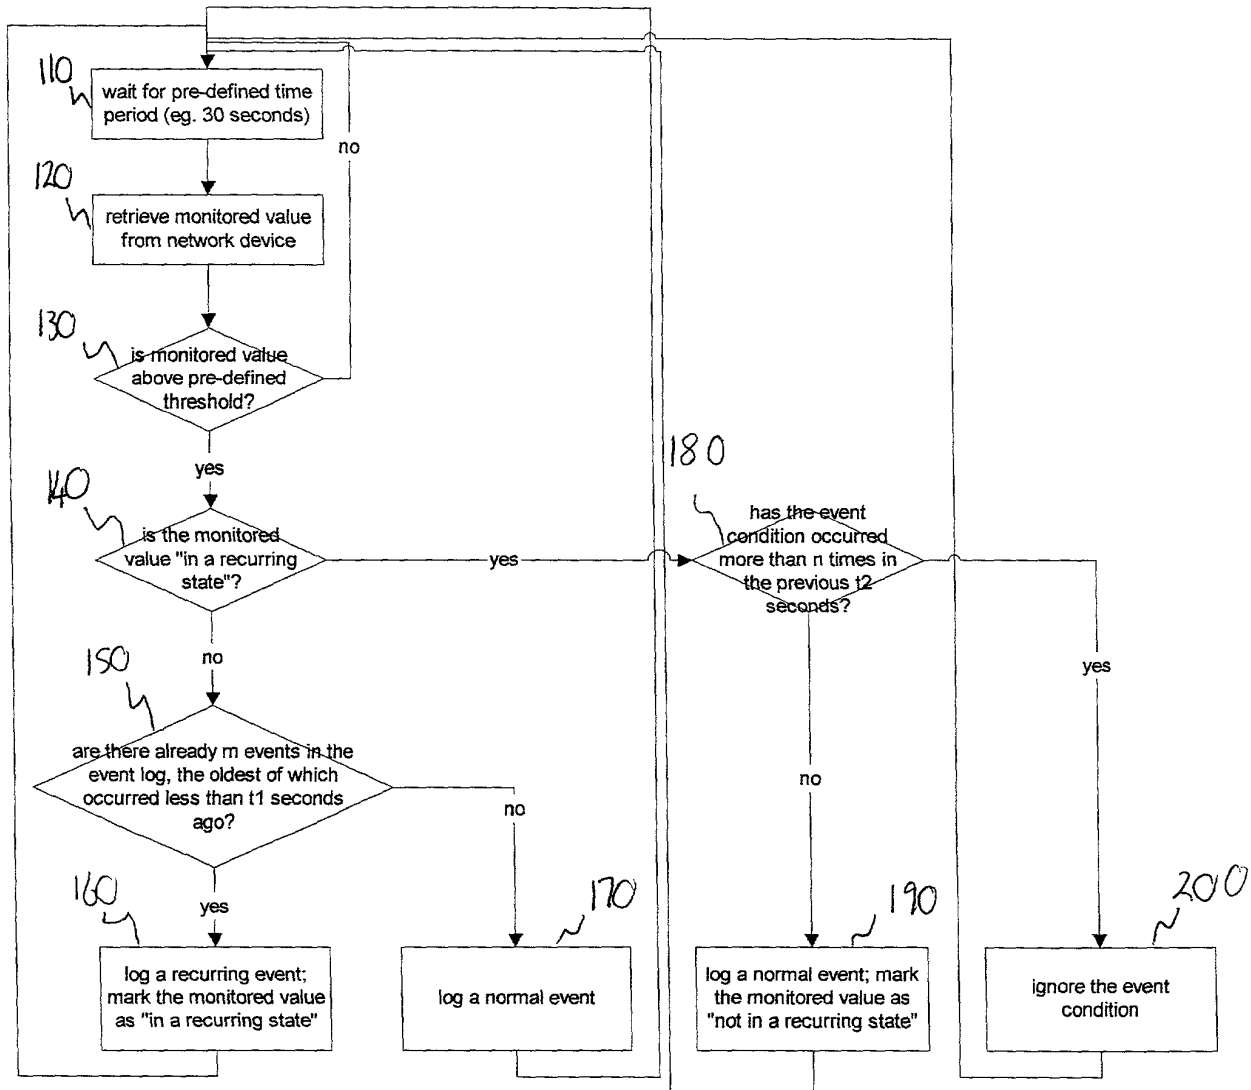 110
wait for pre-defined time
period (eg. 30 seconds)
no
120
retrieve monitored value
from network device
130
is monitored value
above pre-defined
threshold?
yes
140
is the monitored
value "in a recurring
state"?
yes
180
has the event
condition occurred
more than n times in
the previous t2
seconds?
yes
no
150
are there already m events in the
event log, the oldest of which
occurred less than t1 seconds
ago?
no
no
yes
160
log a recurring event;
mark the monitored value
as "in a recurring state"
170
log a normal event
190
log a normal event; mark
the monitored value as
"not in a recurring state"
200
ignore the event
condition